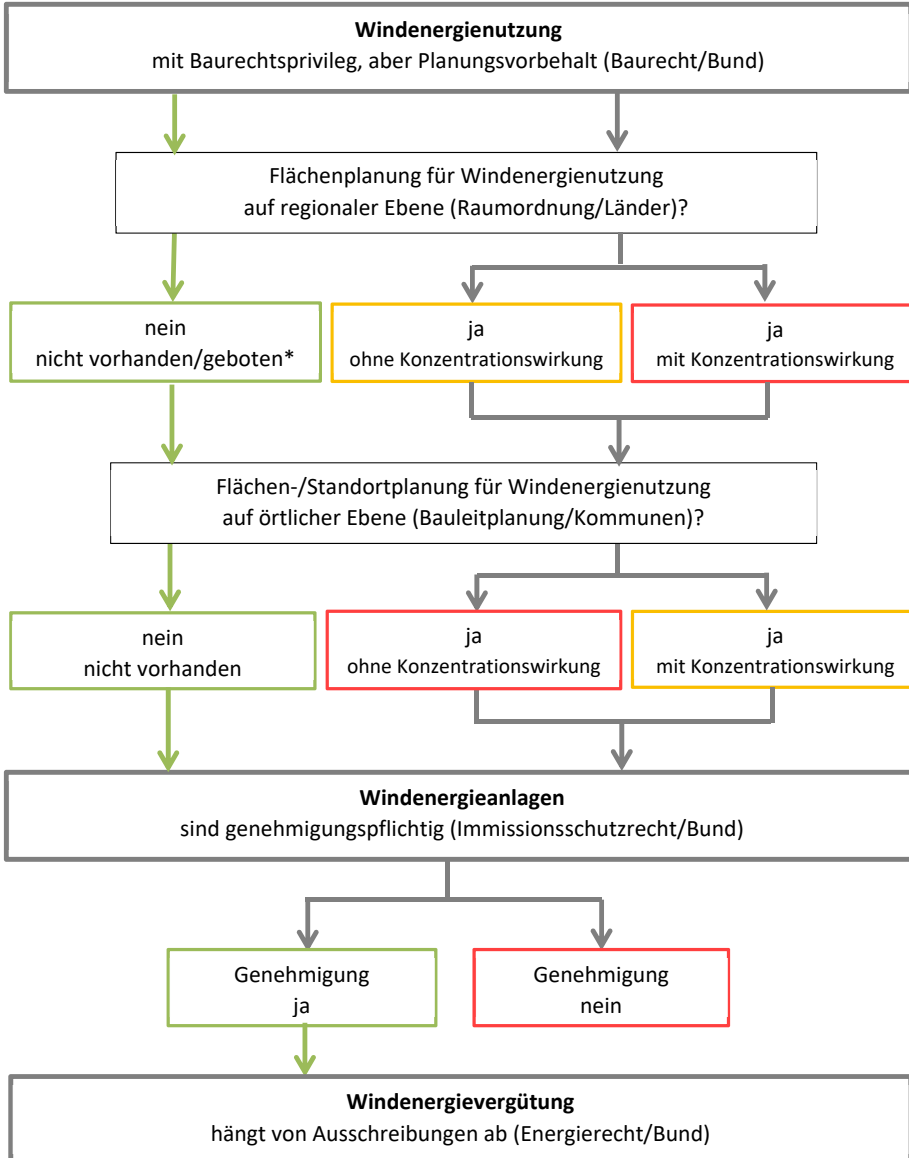 Windenergienutzung
mit Baurechtsprivileg, aber Planungsvorbehalt (Baurecht/Bund)
Flächenplanung für Windenergienutzung
auf regionaler Ebene (Raumordnung/Länder)?
nein
nicht vorhanden/geboten*
ja
ohne Konzentrationswirkung
ja
mit Konzentrationswirkung
Flächen-/Standortplanung für Windenergienutzung
auf örtlicher Ebene (Bauleitplanung/Kommunen)?
nein
nicht vorhanden
ja
ohne Konzentrationswirkung
ja
mit Konzentrationswirkung
Windenergieanlagen
sind genehmigungspflichtig (Immissionsschutzrecht/Bund)
Genehmigung
ja
Genehmigung
nein
Windenergievergütung
hängt von Ausschreibungen ab (Energierecht/Bund)